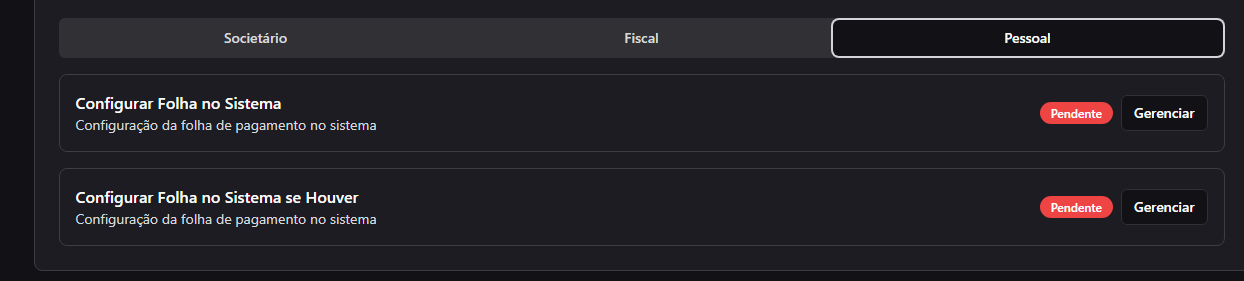 Societário Fiscal Pessoal
Configurar Folha no Sistema
Configuração da folha de pagamento no sistema
Pendente Gerenciar
Configurar Folha no Sistema se Houver
Configuração da folha de pagamento no sistema
Pendente Gerenciar